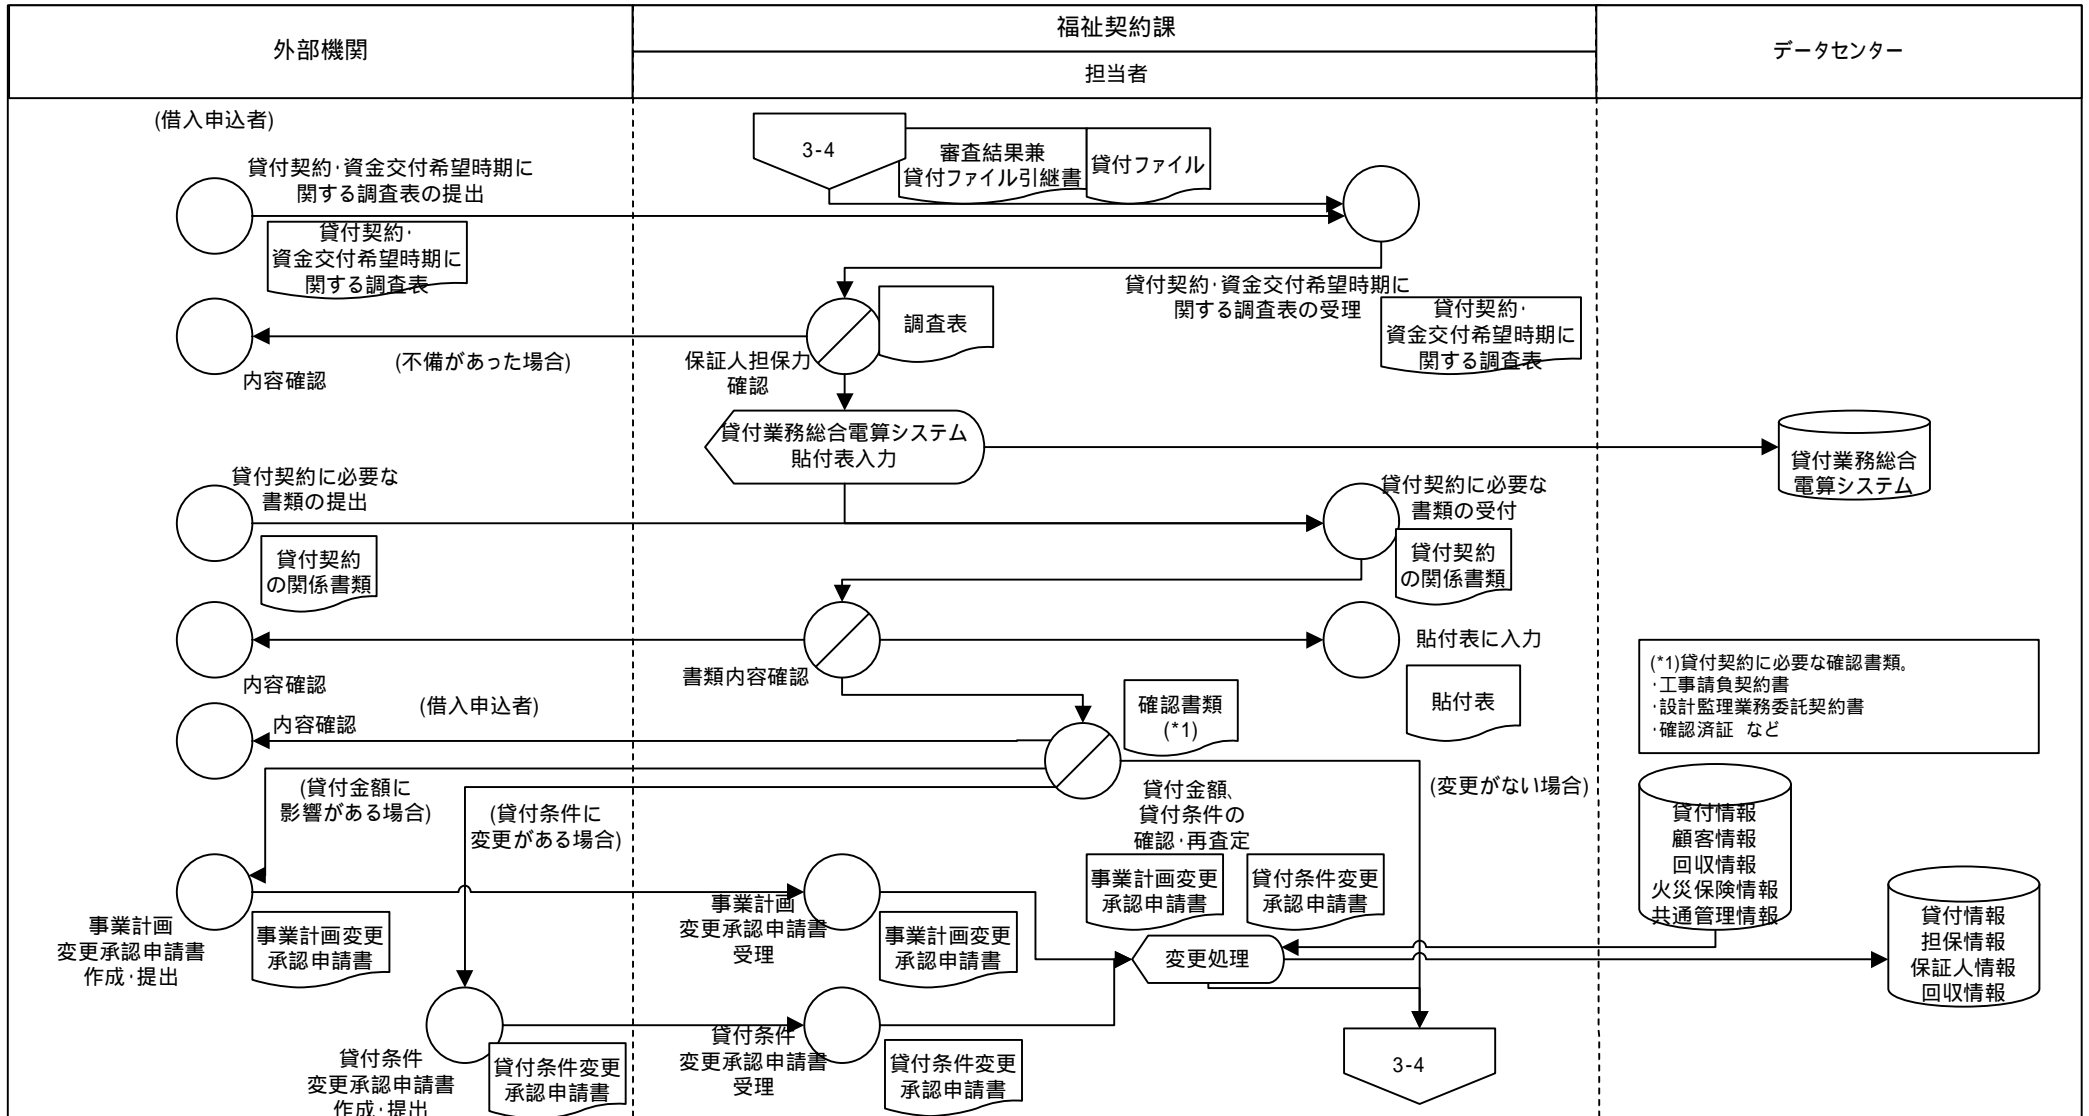 外部機関
福祉契約課
担当者
データセンター
(借入申込者)
3-4
審査結果兼
貸付ファイル引継書
貸付ファイル
貸付契約・資金交付希望時期に
関する調査表の提出
貸付契約・
資金交付希望時期に
関する調査表
貸付契約・資金交付希望時期に
関する調査表の受理
貸付契約・
資金交付希望時期に
関する調査表
調査表
保証人担保力
確認
(不備があった場合)
内容確認
貸付業務総合電算システム
貼付表入力
貸付業務総合
電算システム
貸付契約に必要な
書類の提出
貸付契約
の関係書類
貸付契約に必要な
書類の受付
貸付契約
の関係書類
内容確認
書類内容確認
貼付表に入力
貼付表
(*1)貸付契約に必要な確認書類。
・工事請負契約書
・設計監理業務委託契約書
・確認済証 など
(借入申込者)
内容確認
確認書類
(*1)
(貸付金額に
影響がある場合)
(貸付条件に
変更がある場合)
貸付金額、
貸付条件の
確認・再査定
(変更がない場合)
事業計画変更
承認申請書
貸付条件変更
承認申請書
貸付情報
顧客情報
回収情報
火災保険情報
共通管理情報
事業計画
変更承認申請書
作成・提出
事業計画変更
承認申請書
事業計画
変更承認申請書
受理
事業計画変更
承認申請書
変更処理
貸付情報
担保情報
保証人情報
回収情報
貸付条件
変更承認申請書
作成・提出
貸付条件変更
承認申請書
貸付条件
変更承認申請書
受理
貸付条件変更
承認申請書
3-4